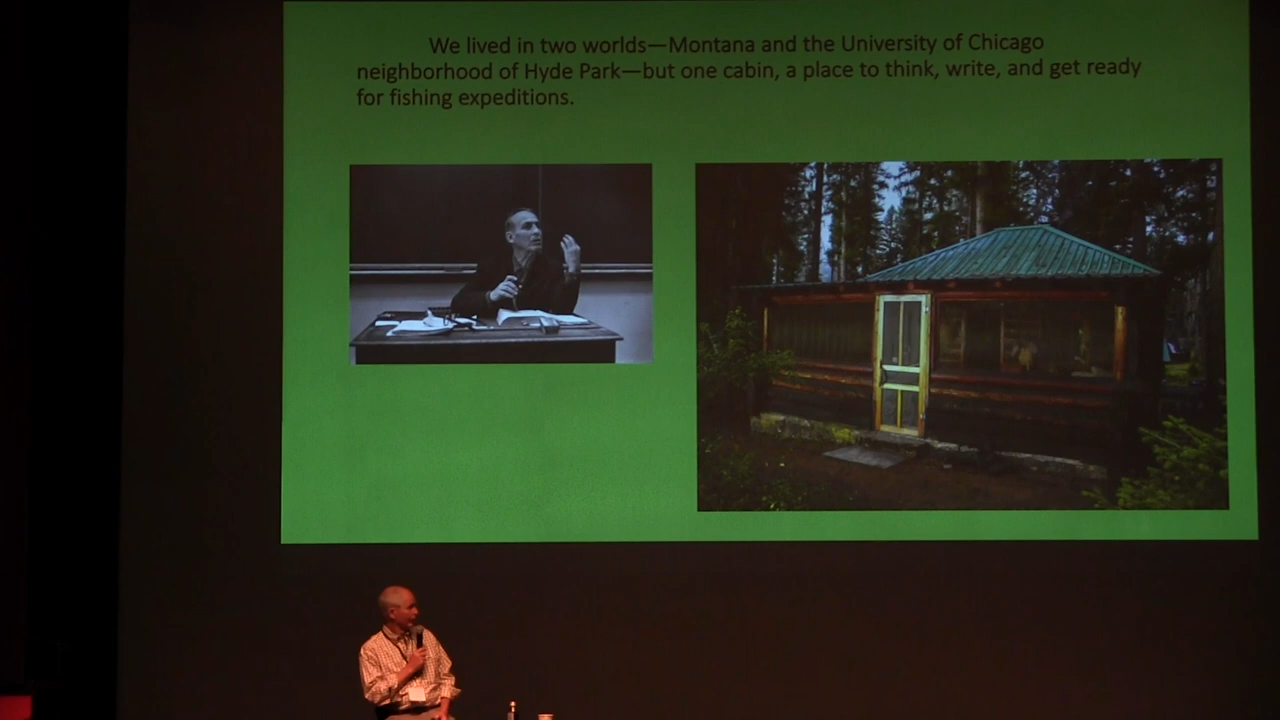 We lived in two worlds—Montana and the University of Chicago
neighborhood of Hyde Park—but one cabin, a place to think, write, and get ready
for fishing expeditions.